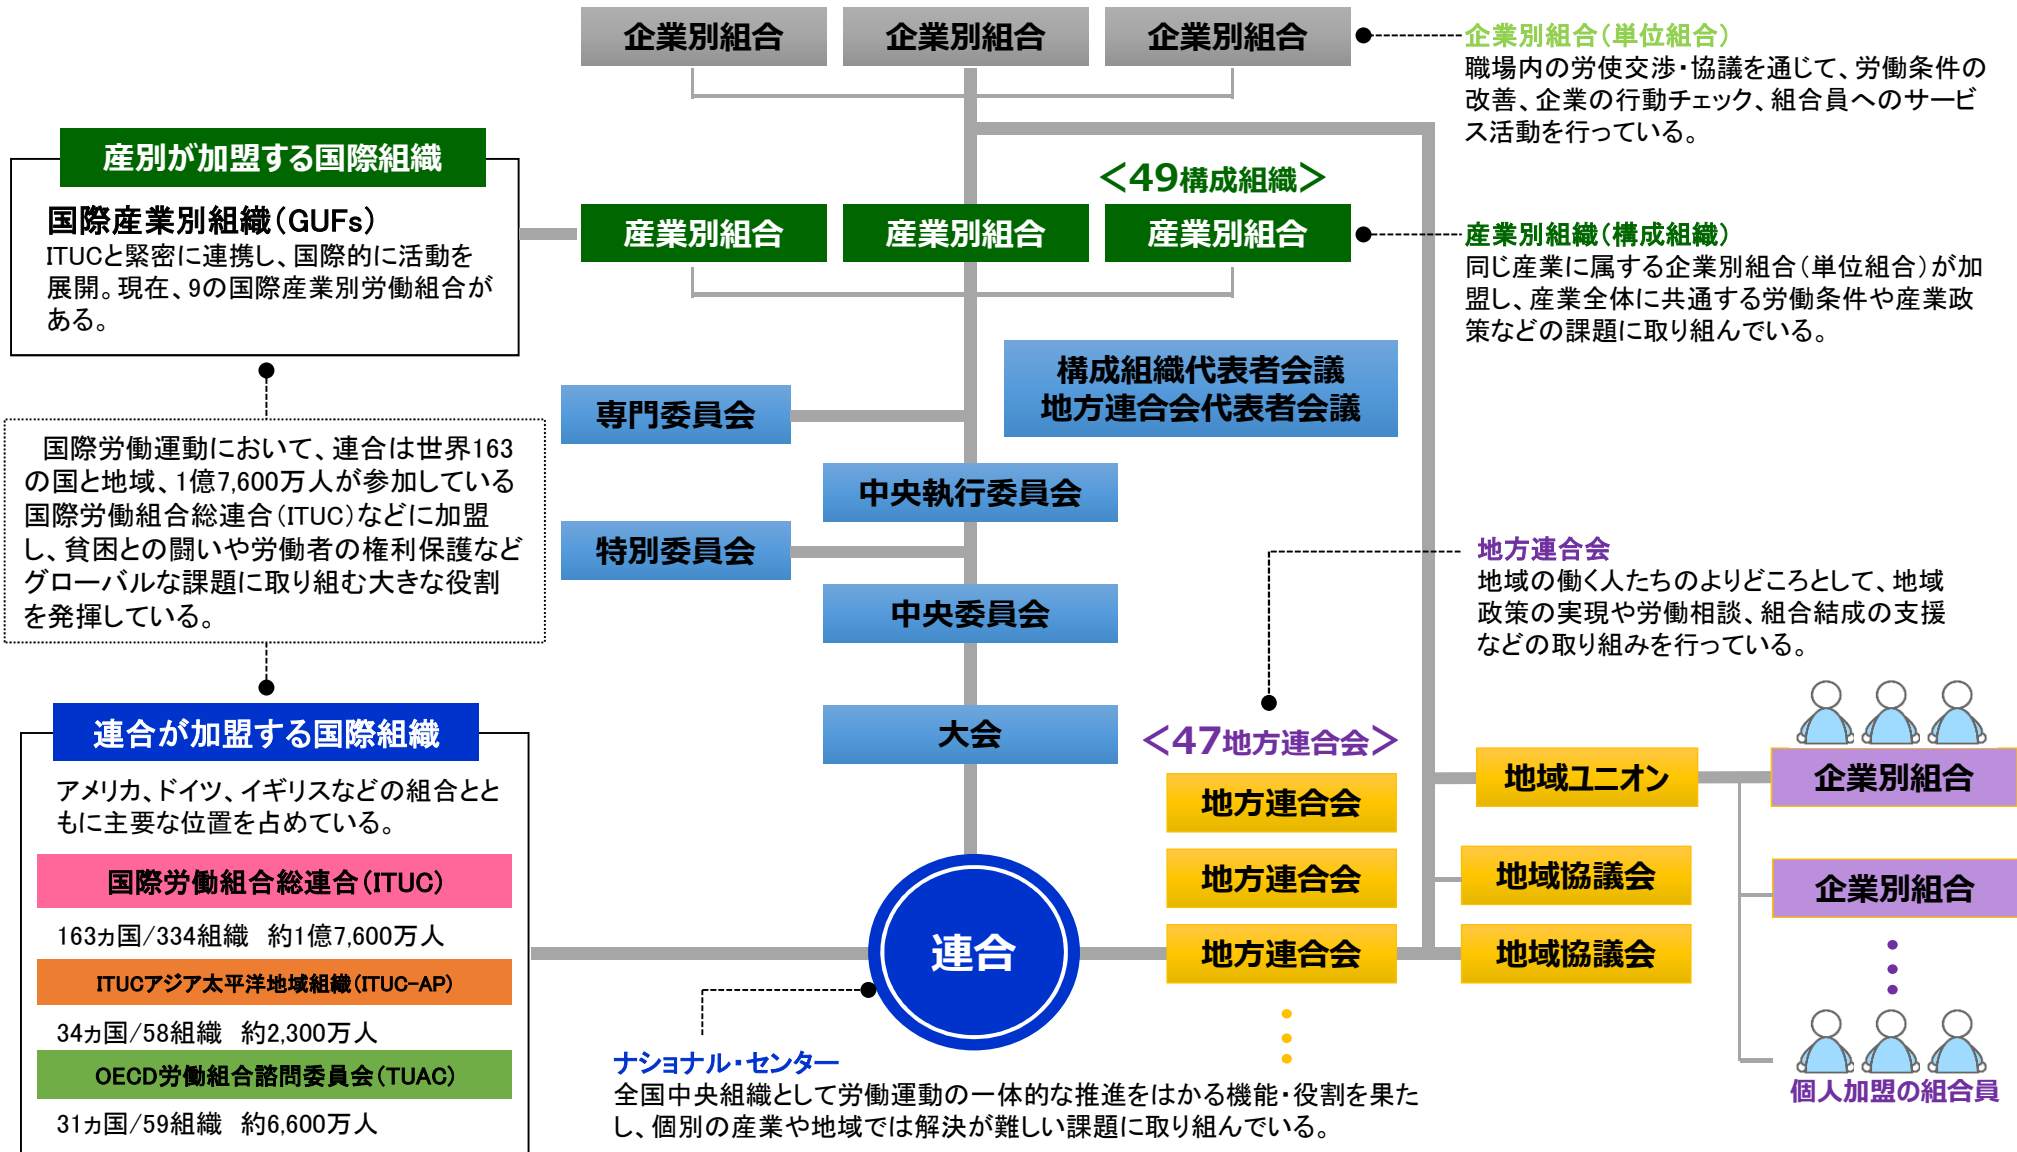 企業別組合
企業別組合
企業別組合
企業別組合(単位組合)
職場内の労使交渉・協議を通じて、労働条件の
改善、企業の行動チェック、組合員へのサービ
ス活動を行っている。
産別が加盟する国際組織
国際産業別組織(GUFs)
ITUCと緊密に連携し、国際的に活動を
展開。現在、9の国際産業別労働組合が
ある。
<49構成組織>
産業別組合
産業別組合
産業別組合
産業別組織(構成組織)
同じ産業に属する企業別組合(単位組合)が加
盟し、産業全体に共通する労働条件や産業政
策などの課題に取り組んでいる。
構成組織代表者会議
地方連合会代表者会議
専門委員会
中央執行委員会
特別委員会
中央委員会
大会
国際労働運動において、連合は世界163
の国と地域、1億7,600万人が参加している
国際労働組合総連合(ITUC)などに加盟
し、貧困との闘いや労働者の権利保護など
グローバルな課題に取り組む大きな役割
を発揮している。
地方連合会
地域の働く人たちのよりどころとして、地域
政策の実現や労働相談、組合結成の支援
などの取り組みを行っている。
連合が加盟する国際組織
アメリカ、ドイツ、イギリスなどの組合とと
もに主要な位置を占めている。
国際労働組合総連合(ITUC)
163ヵ国/334組織 約1億7,600万人
ITUCアジア太平洋地域組織(ITUC-AP)
34ヵ国/58組織 約2,300万人
OECD労働組合諮問委員会(TUAC)
31ヵ国/59組織 約6,600万人
連合
<47地方連合会>
地方連合会
地方連合会
地方連合会
地域ユニオン
地域協議会
地域協議会
企業別組合
企業別組合
個人加盟の組合員
ナショナル・センター
全国中央組織として労働運動の一体的な推進をはかる機能・役割を果た
し、個別の産業や地域では解決が難しい課題に取り組んでいる。